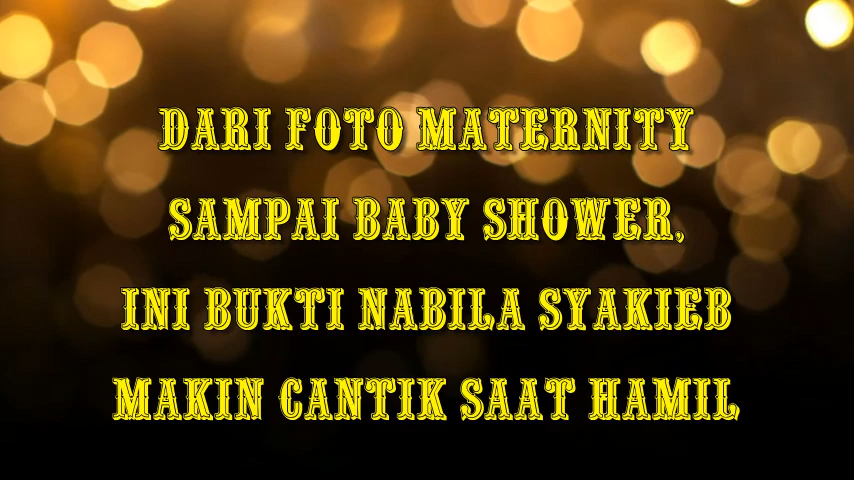 DARI FOTO MATERNITY
SAMPAI BABY SHOWER,
INI BUKTI NABILA SYAKIEB
MAKIN CANTIK SAAT HAMIL